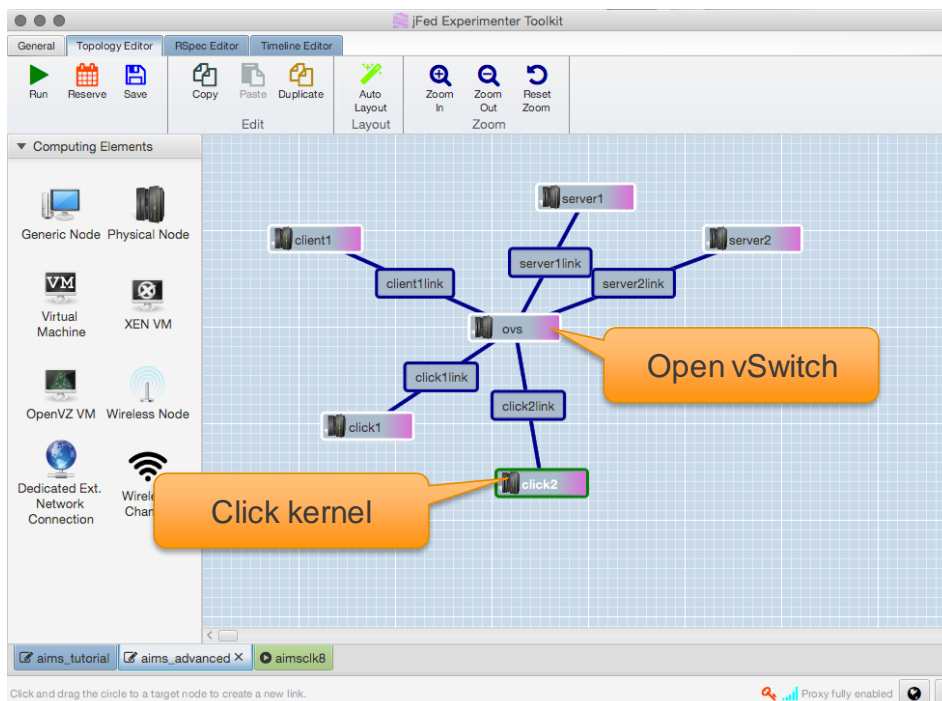 jFed Experimenter Toolkit
General Topology Editor RSpec Editor Timeline Editor
Run Reserve Save Copy Paste Duplicate Auto Layout Zoom In Zoom Out Reset Zoom
Edit Layout Zoom
Computing Elements
Generic Node Physical Node
Virtual Machine XEN VM
OpenVZ VM Wireless Node
Dedicated Ext. Network Connection
server1
client1
server2
server1link
client1link
server2link
ovs
Open vSwitch
click1link
click2link
click1
click2
Click kernel
aims_tutorial aims_advanced × aimsclk8
Click and drag the circle to a target node to create a new link.
Proxy fully enabled